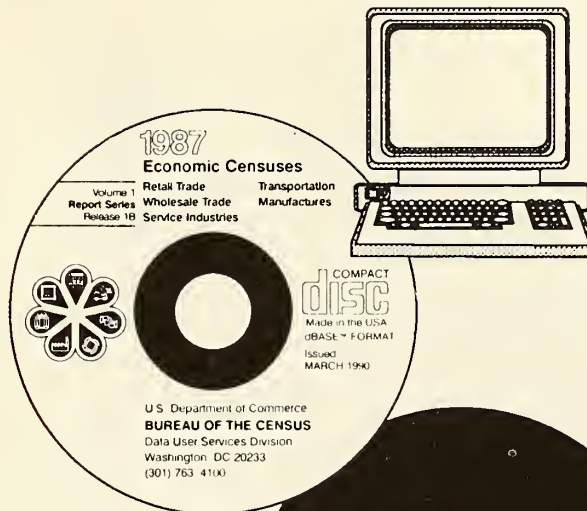 1987
Economic Censuses
Volume 1
Report Series
Release 1B
Retail Trade
Wholesale Trade
Service Industries
Transportation
Manufactures
COMPACT
disc
Made in the USA
dBASE™ FORMAT
Issued
MARCH 1990
U.S. Department of Commerce
BUREAU OF THE CENSUS
Data User Services Division
Washington DC 20233
(301) 763 4100